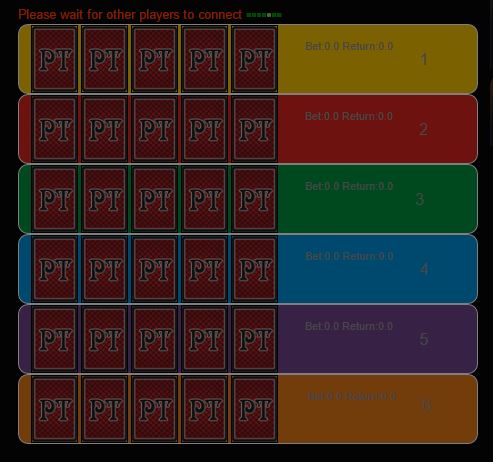 Please wait for other players to connect
PT PT PT PT PT Bet:0.0 Return:0.0 1
PT PT PT PT PT Bet:0.0 Return:0.0 2
PT PT PT PT PT Bet:0.0 Return:0.0 3
PT PT PT PT PT Bet:0.0 Return:0.0 4
PT PT PT PT PT Bet:0.0 Return:0.0 5
PT PT PT PT PT Bet:0.0 Return:0.0 6